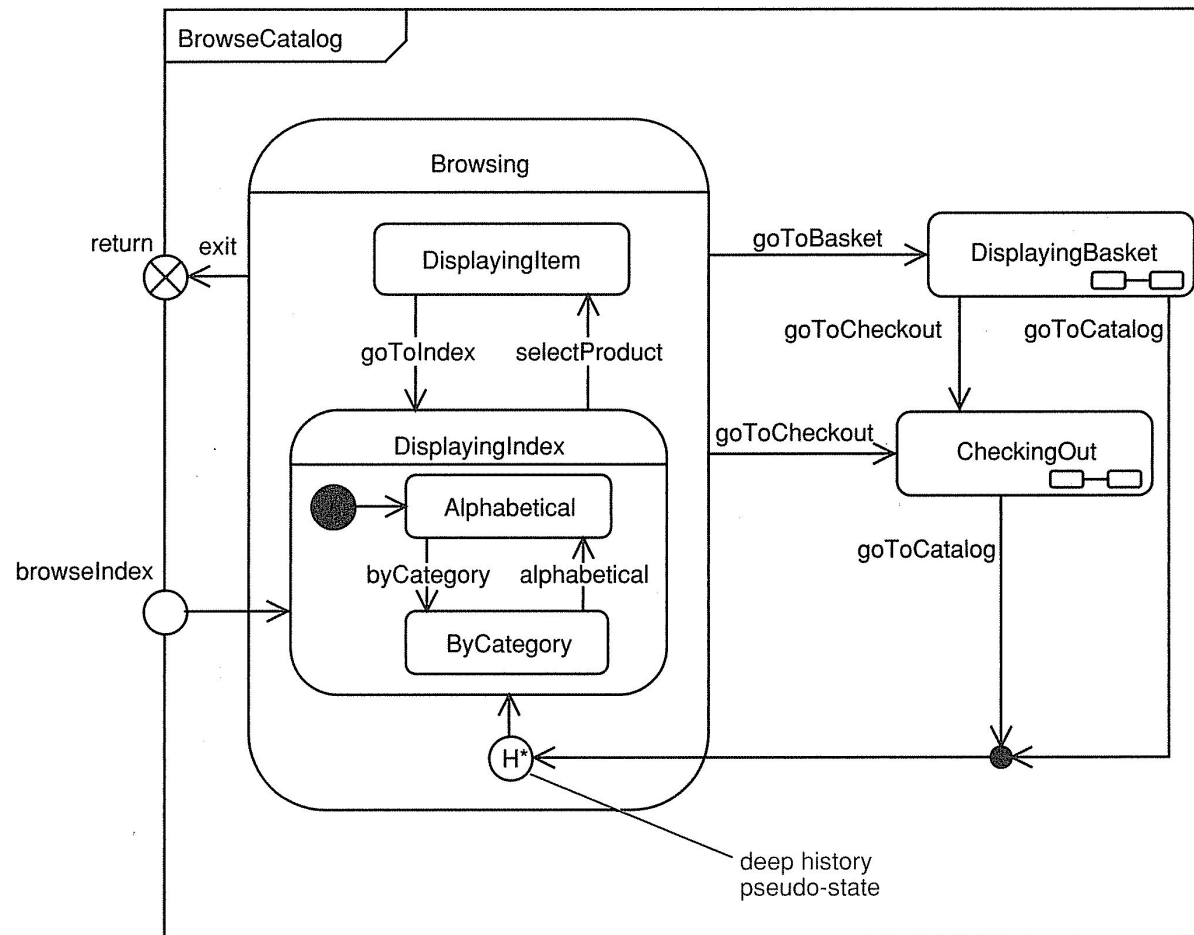 BrowseCatalog
Browsing
return
exit
DisplayingItem
goToBasket
DisplayingBasket
goToIndex
selectProduct
goToCheckout
goToCatalog
DisplayingIndex
goToCheckout
CheckingOut
Alphabetical
browseIndex
byCategory
alphabetical
goToCatalog
ByCategory
H*
deep history
pseudo-state